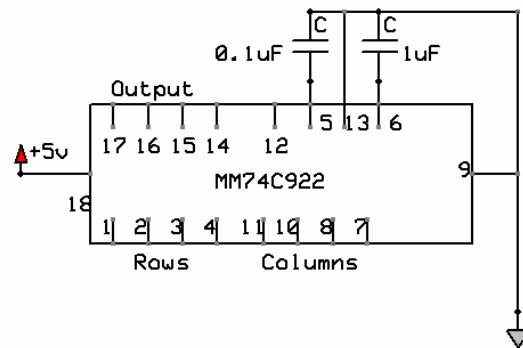 C C
0.1uF 1uF
Output
5 13 6
17 16 15 14 12
+5v
MM74C922
9
18
1 2 3 4 11 10 8 7
Rows Columns